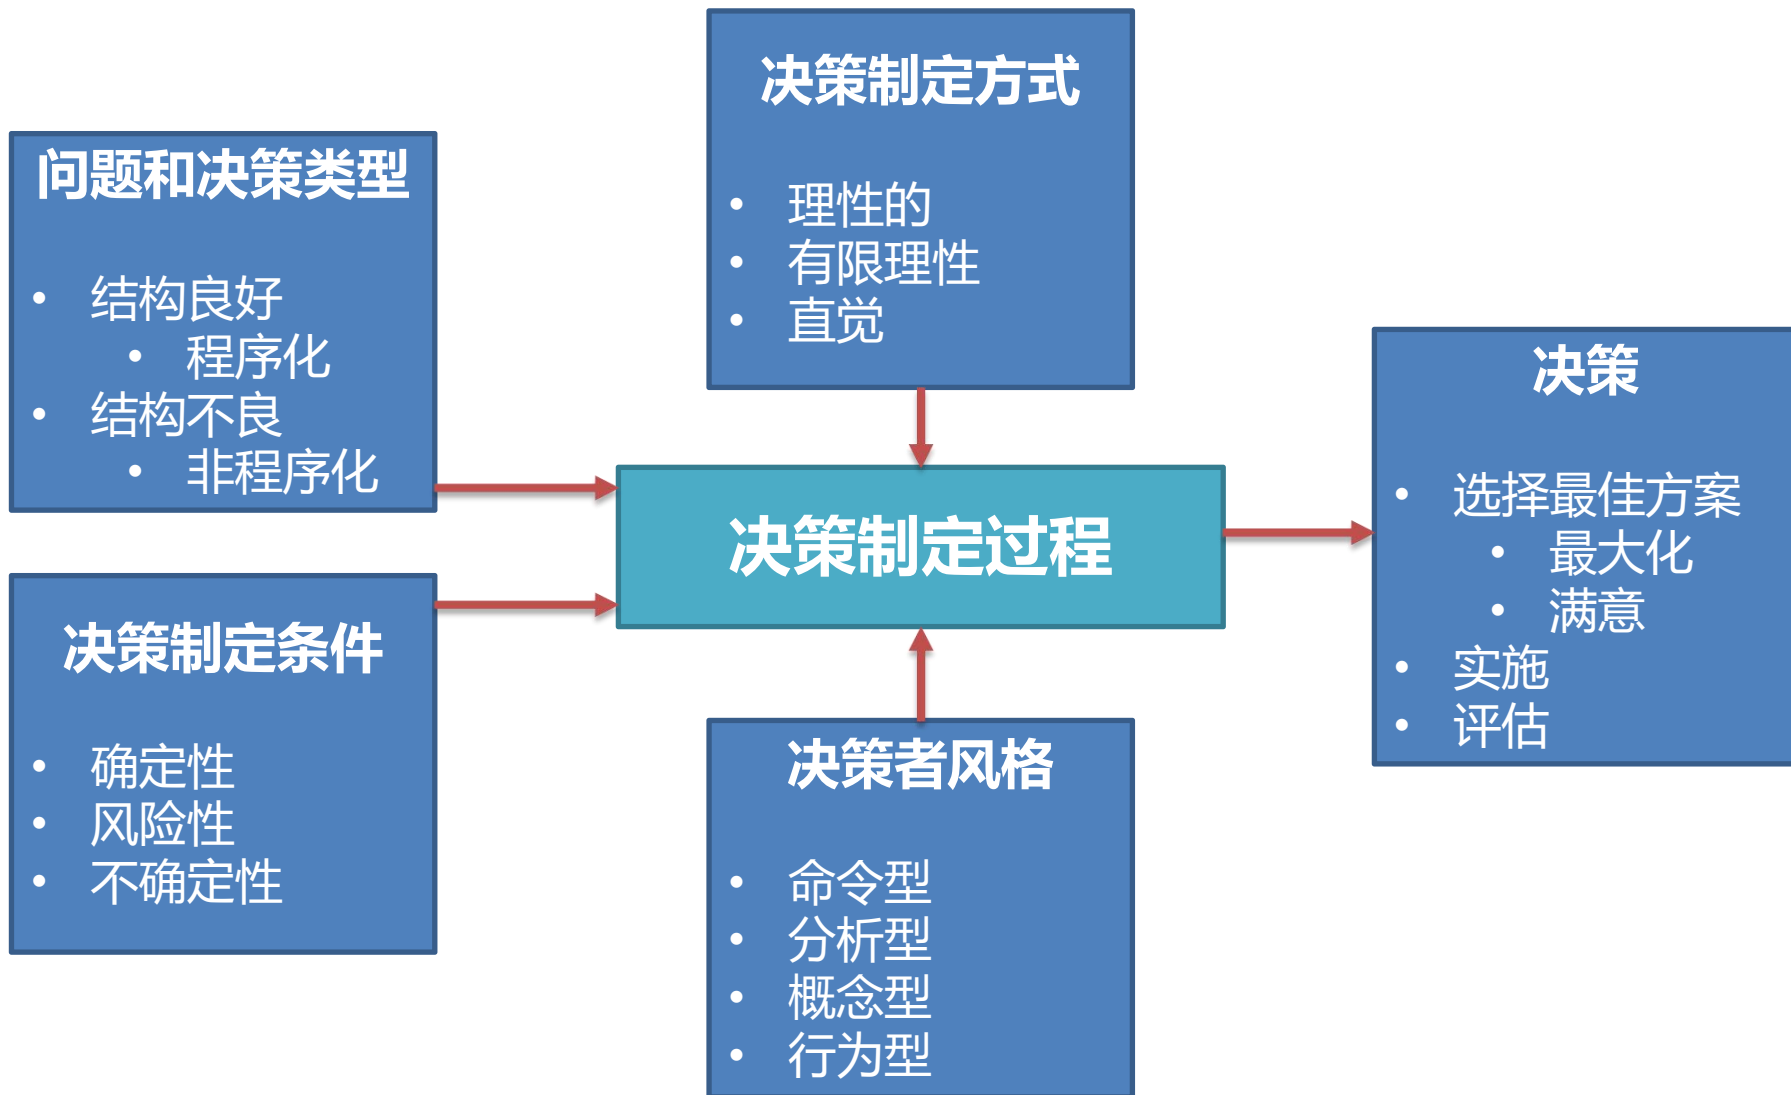 决策制定方式
• 理性的
• 有限理性
• 直觉
问题和决策类型
• 结构良好
• 程序化
• 结构不良
• 非程序化
决策制定过程
决策
• 选择最佳方案
• 最大化
• 满意
• 实施
• 评估
决策制定条件
• 确定性
• 风险性
• 不确定性
决策者风格
• 命令型
• 分析型
• 概念型
• 行为型